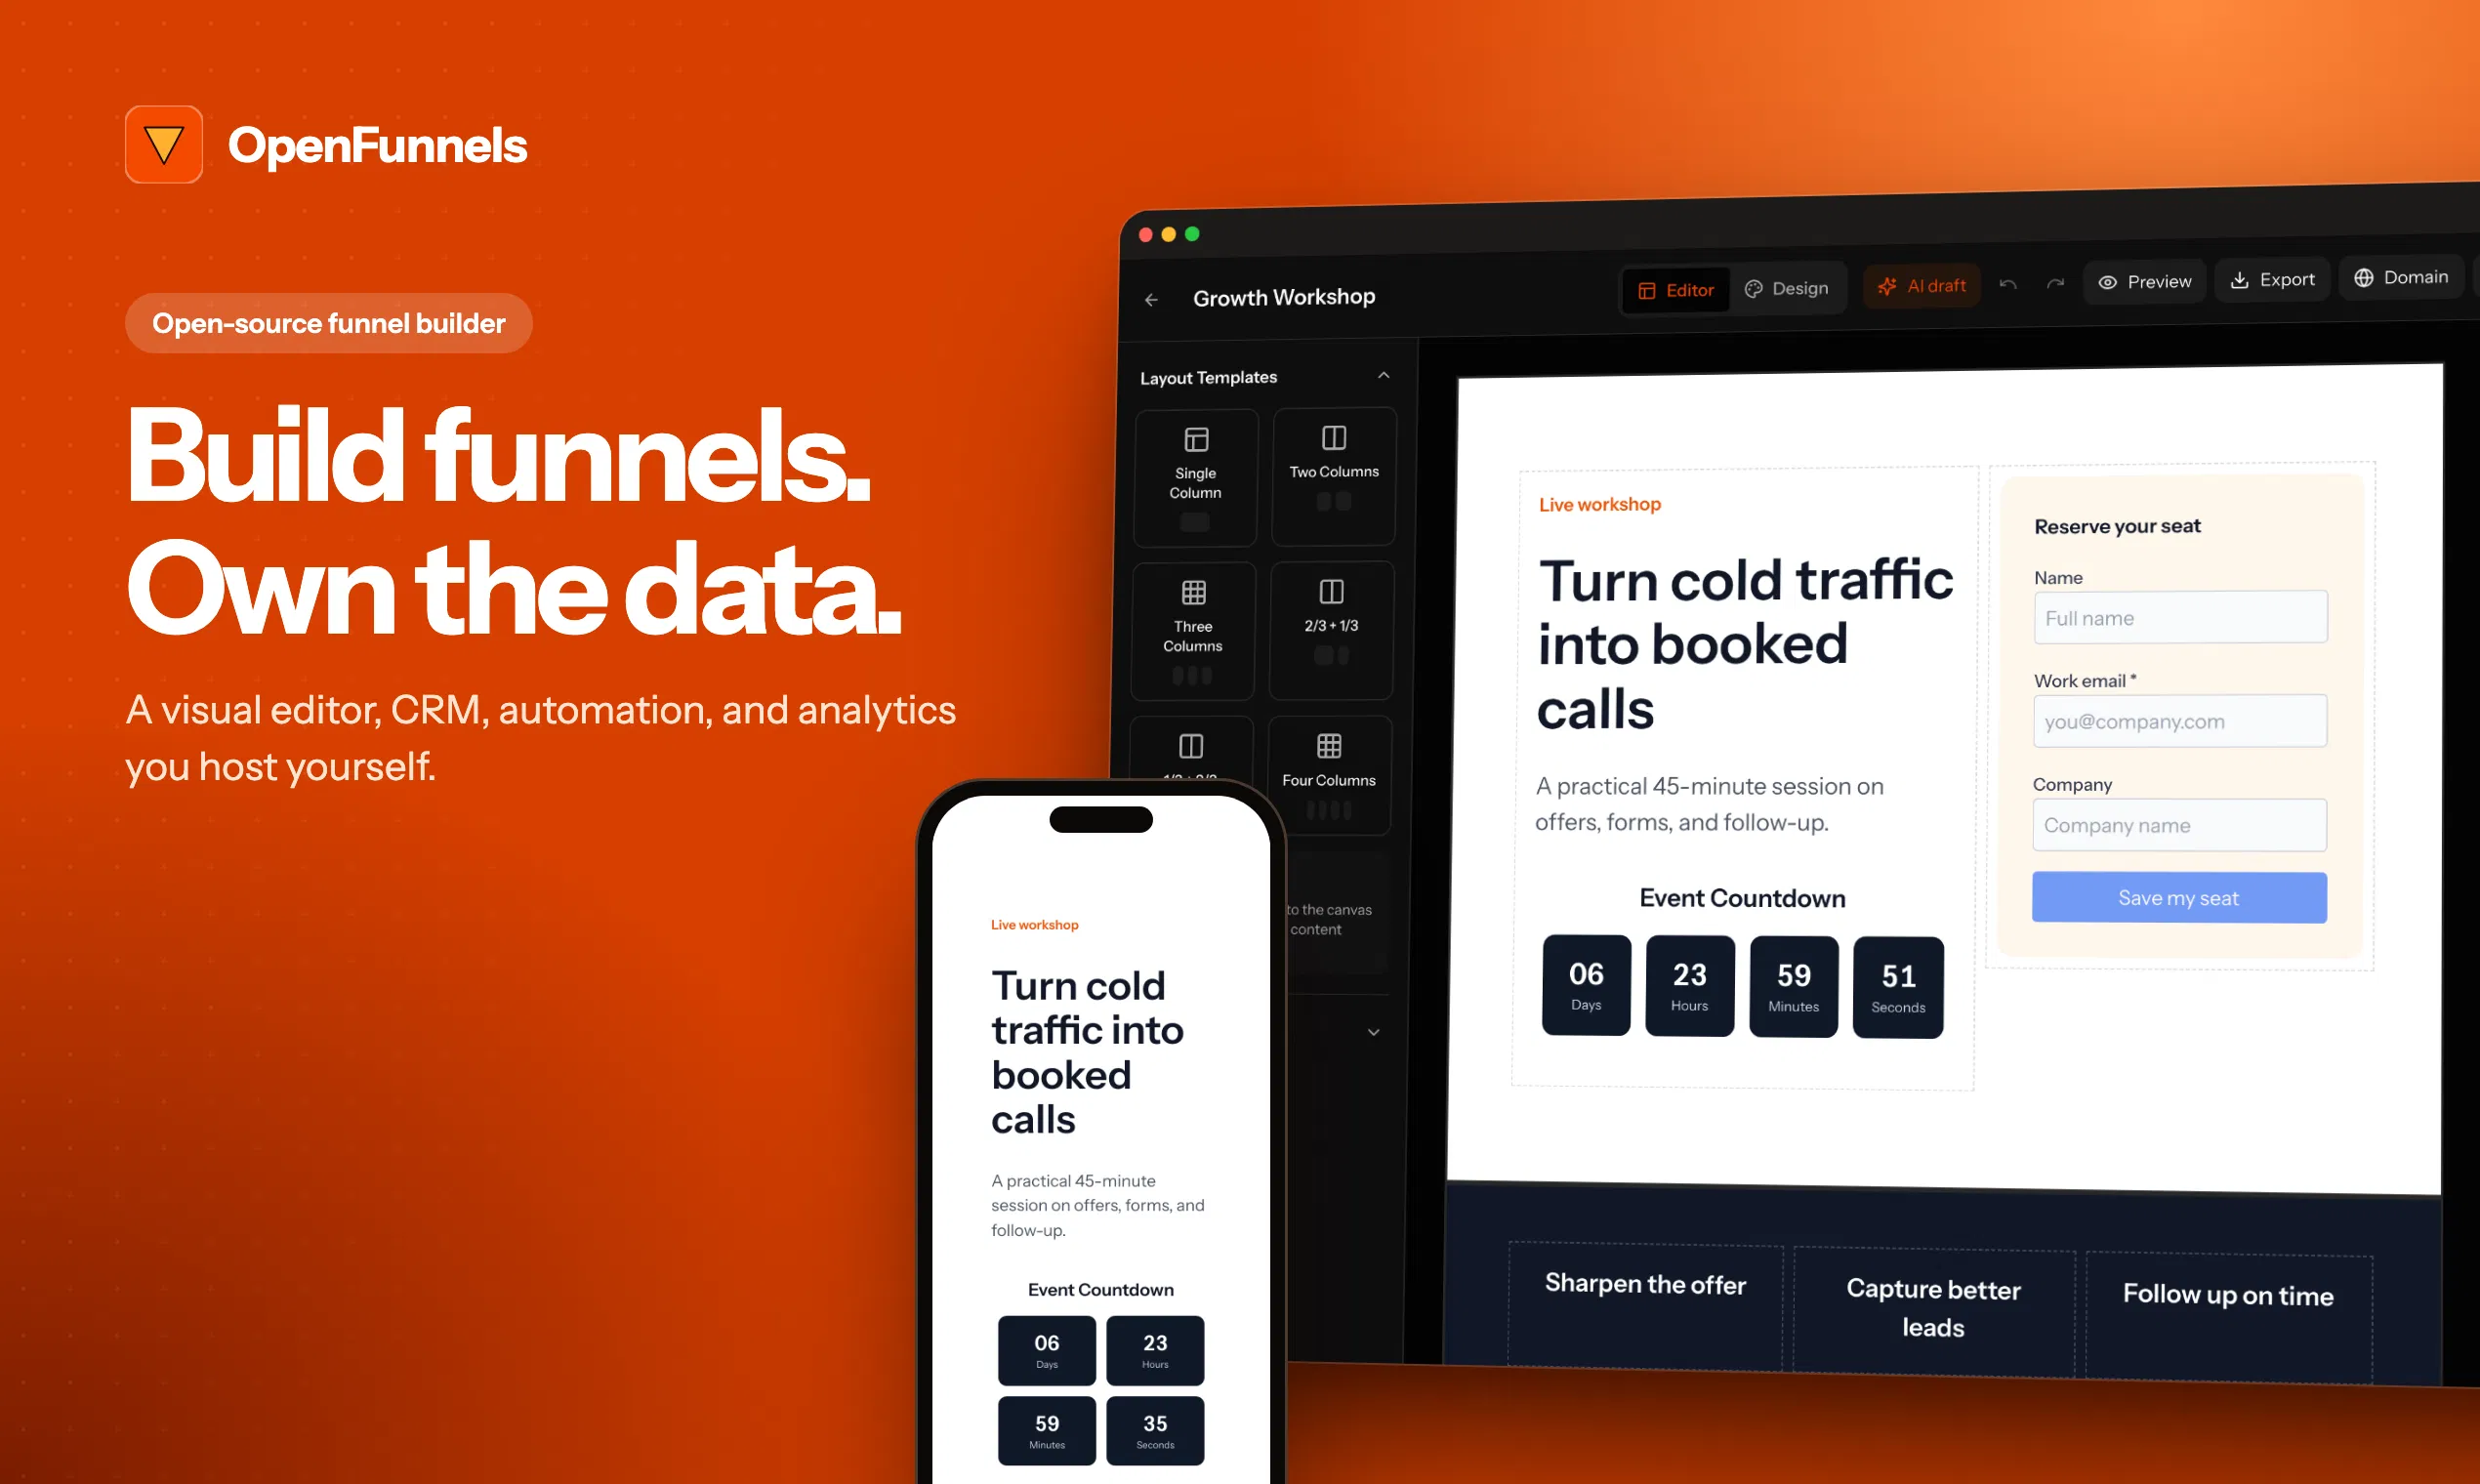 OpenFunnels
Open-source funnel builder
Build funnels.
Own the data.
A visual editor, CRM, automation, and analytics
you host yourself.
Growth Workshop
Editor
Design
AI draft
Preview
Export
Domain
Layout Templates
Single
Column
Two Columns
Three
Columns
2/3 + 1/3
Four Columns
to the canvas
content
Live workshop
Turn cold traffic
into booked
calls
A practical 45-minute session on
offers, forms, and follow-up.
Event Countdown
06
Days
23
Hours
59
Minutes
51
Seconds
Reserve your seat
Name
Full name
Work email *
you@company.com
Company
Company name
Save my seat
Sharpen the offer
Capture better
leads
Follow up on time
Live workshop
Turn cold
traffic into
booked
calls
A practical 45-minute
session on offers, forms, and
follow-up.
Event Countdown
06
Days
23
Hours
59
Minutes
35
Seconds